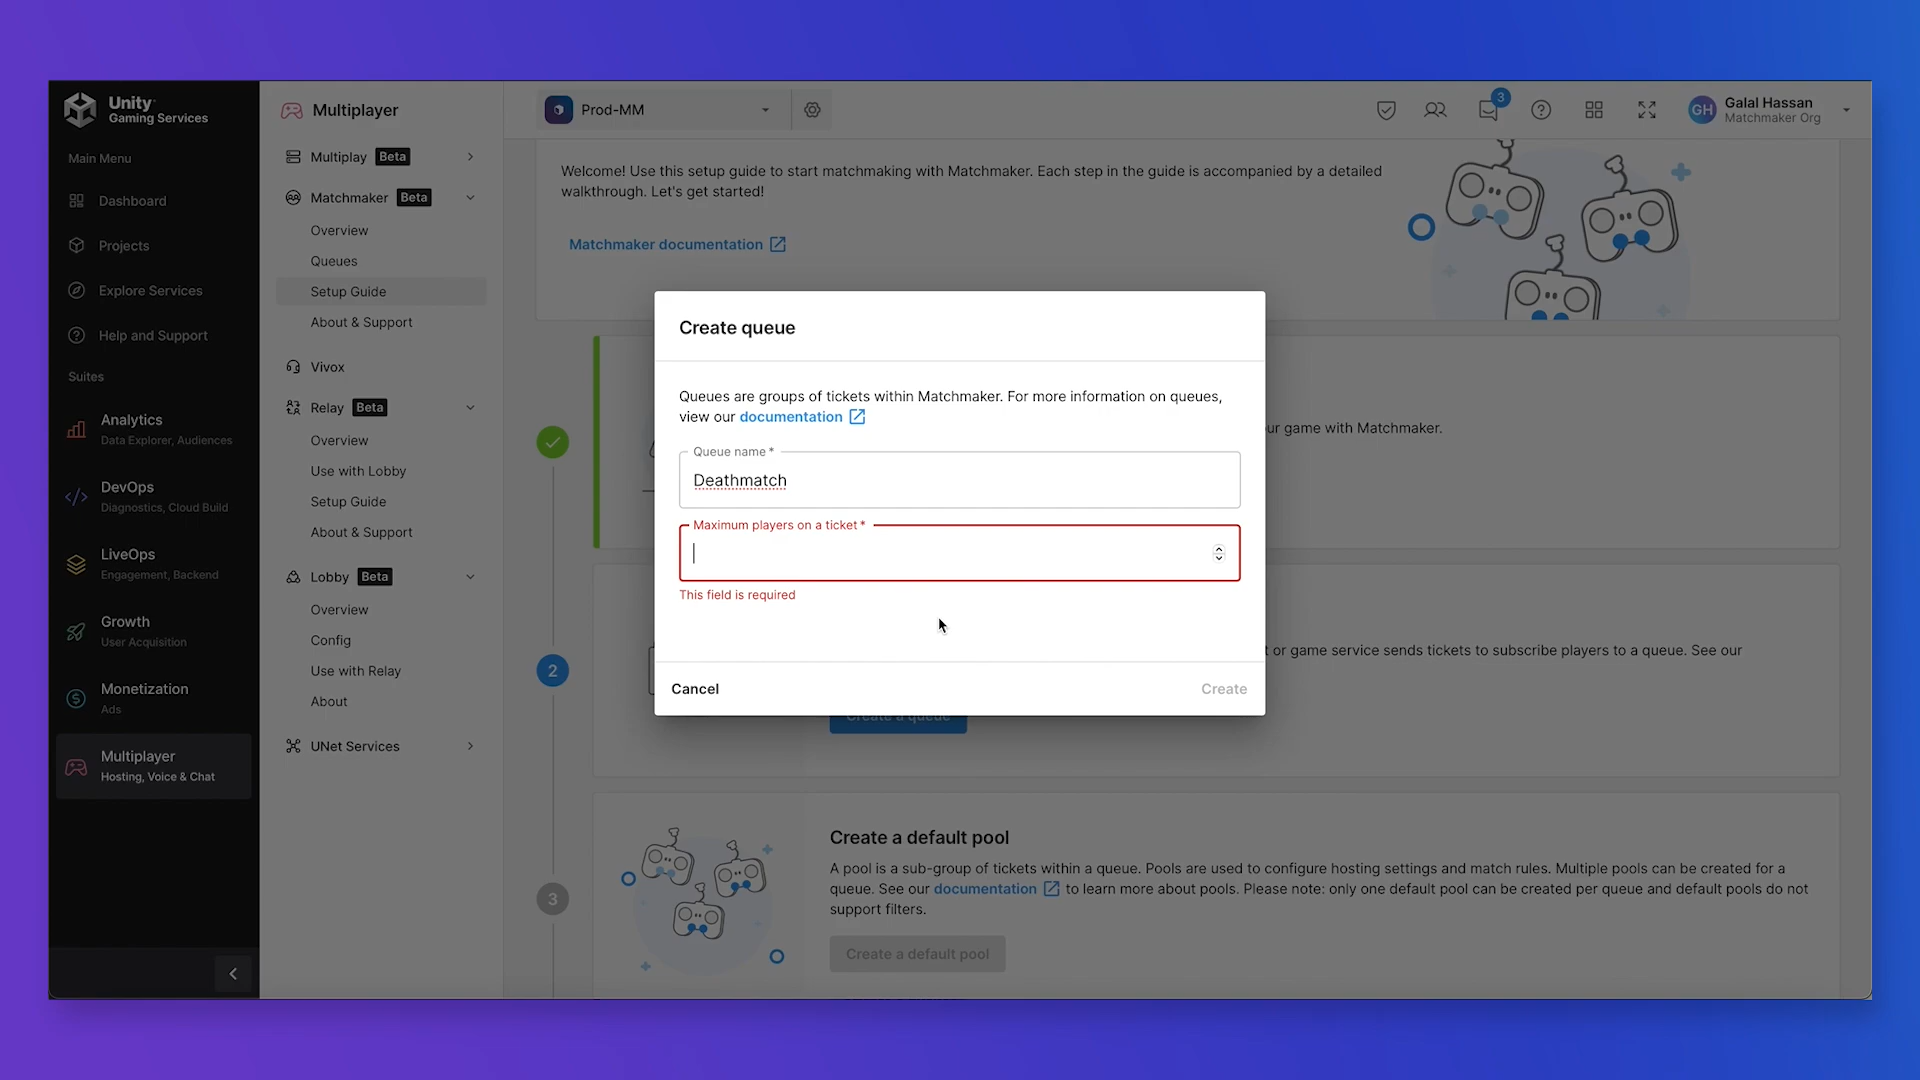 Unity
Gaming Services
Main Menu
Dashboard
Projects
Explore Services
Help and Support
Suites
Analytics
Data Explorer, Audiences
DevOps
Diagnostics, Cloud Build
LiveOps
Engagement, Backend
Growth
User Acquisition
Monetization
Ads
Multiplayer
Hosting, Voice & Chat
Multiplayer
Multiplay Beta
Matchmaker Beta
Overview
Queues
Setup Guide
About & Support
Vivox
Relay Beta
Overview
Use with Lobby
Setup Guide
About & Support
Lobby Beta
Overview
Config
Use with Relay
About
UNet Services
Prod-MM
3
GH
Galal Hassan
Matchmaker Org
Welcome! Use this setup guide to start matchmaking with Matchmaker. Each step in the guide is accompanied by a detailed
walkthrough. Let's get started!
Matchmaker documentation
Create queue
Queues are groups of tickets within Matchmaker. For more information on queues,
view our documentation
Queue name *
Deathmatch
Maximum players on a ticket *
This field is required
Cancel
Create
ur game with Matchmaker.
2
t or game service sends tickets to subscribe players to a queue. See our
Create a queue
3
Create a default pool
A pool is a sub-group of tickets within a queue. Pools are used to configure hosting settings and match rules. Multiple pools can be created for a
queue. See our documentation to learn more about pools. Please note: only one default pool can be created per queue and default pools do not
support filters.
Create a default pool